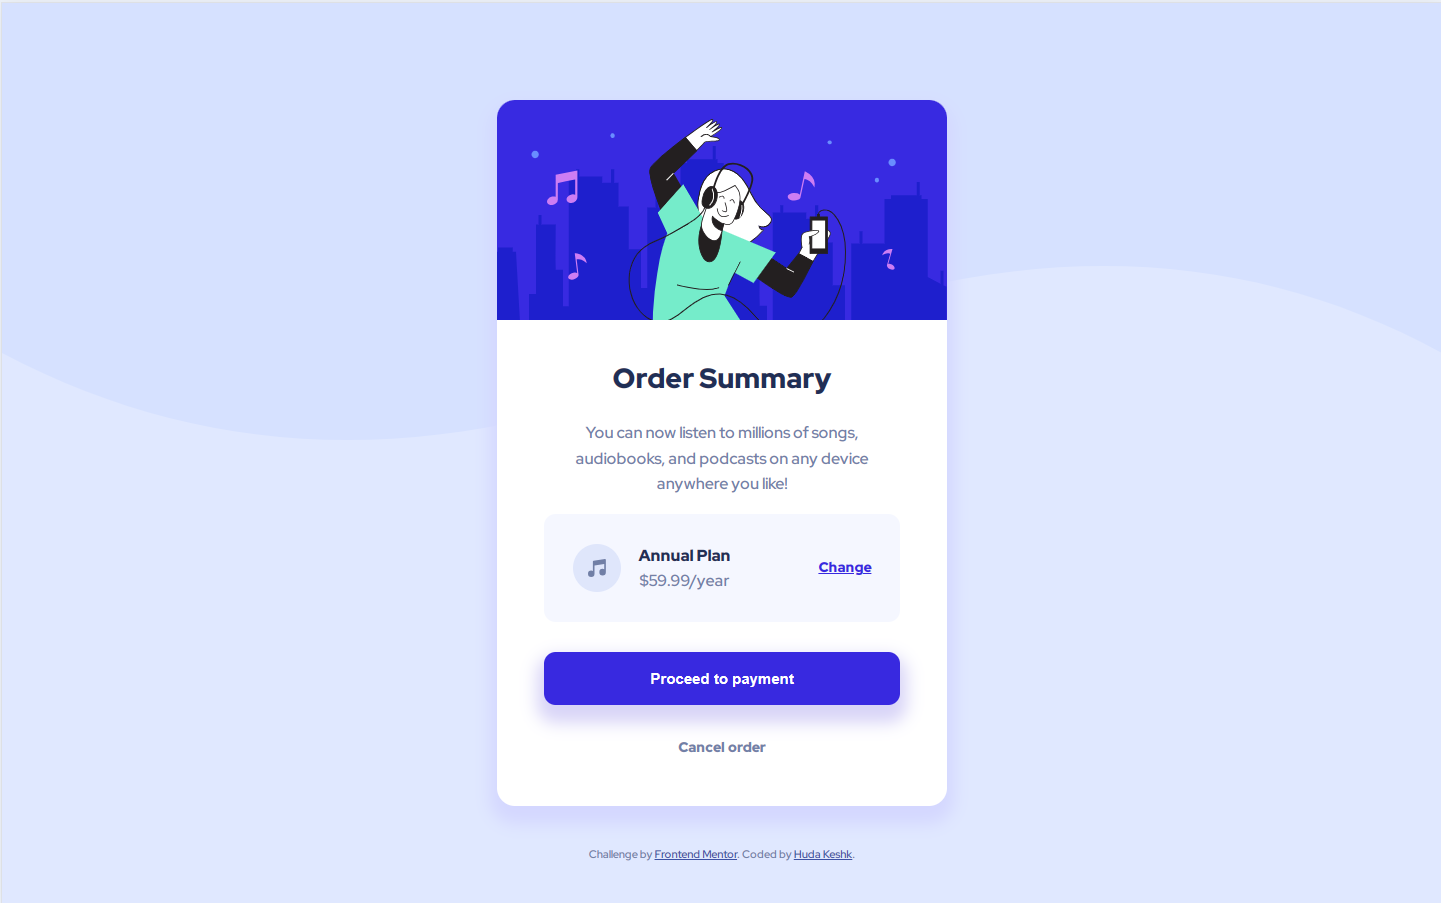 Order Summary
You can now listen to millions of songs,
audiobooks, and podcasts on any device
anywhere you like!
Annual Plan
$59.99/year
Change
Proceed to payment
Cancel order
Challenge by Frontend Mentor. Coded by Huda Keshk.